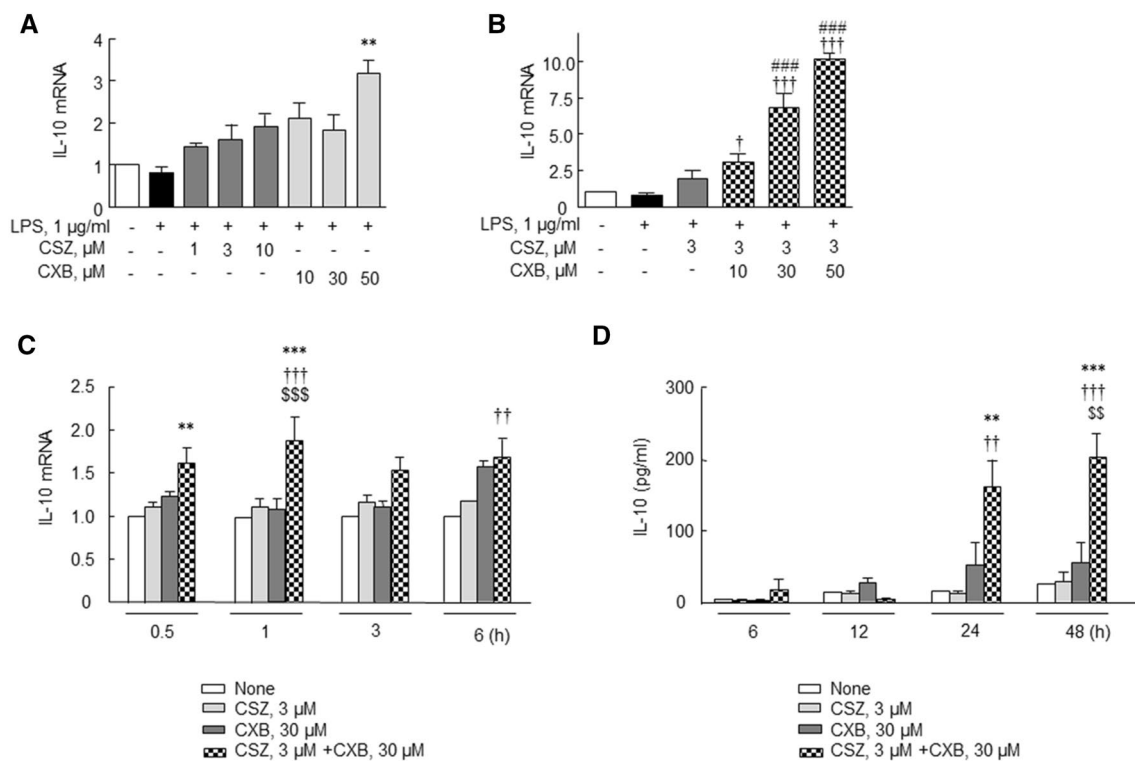 A
IL-10 mRNA
4
3
2
1
0
**
LPS, 1 µg/ml - + + + + + + +
CSZ, µM - - 1 3 10 - - -
CXB, µM - - - - - 10 30 50
B
IL-10 mRNA
10.0
7.5
5.0
2.5
0
†
###
†††
###
†††
LPS, 1 µg/ml - + + + + +
CSZ, µM - - 3 3 3 3
CXB, µM - - - 10 30 50
C
IL-10 mRNA
2.5
2.0
1.5
1.0
0.5
0.0
**
***
†††
$$$
††
0.5 1 3 6 (h)
None
CSZ, 3 µM
CXB, 30 µM
CSZ, 3 µM +CXB, 30 µM
D
IL-10 (pg/ml)
300
200
100
0
**
††
***
†††
$$
6 12 24 48 (h)
None
CSZ, 3 µM
CXB, 30 µM
CSZ, 3 µM +CXB, 30 µM